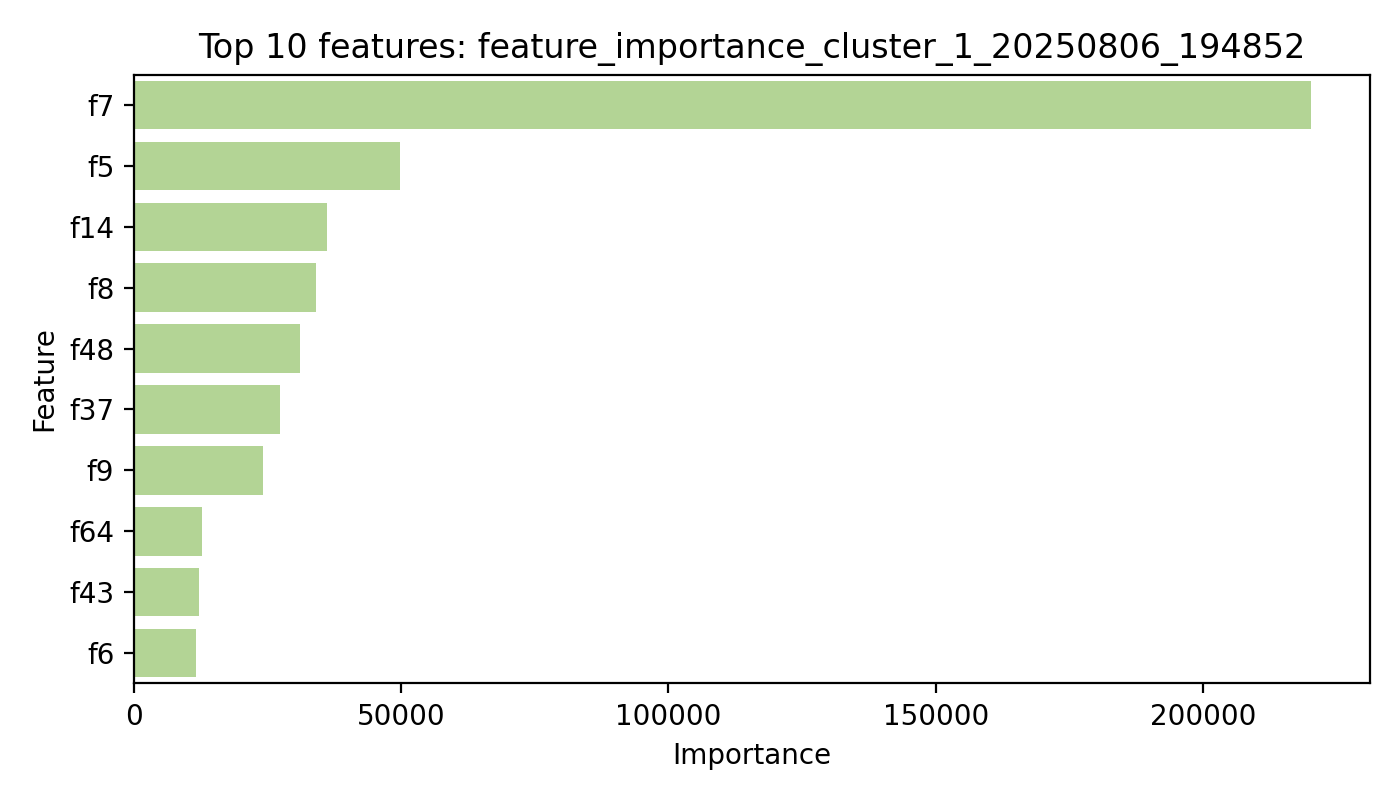 Top 10 features: feature_importance_cluster_1_20250806_194852
f7
f5
f14
f8
f48
f37
f9
f64
f43
f6
Feature
0 50000 100000 150000 200000
Importance